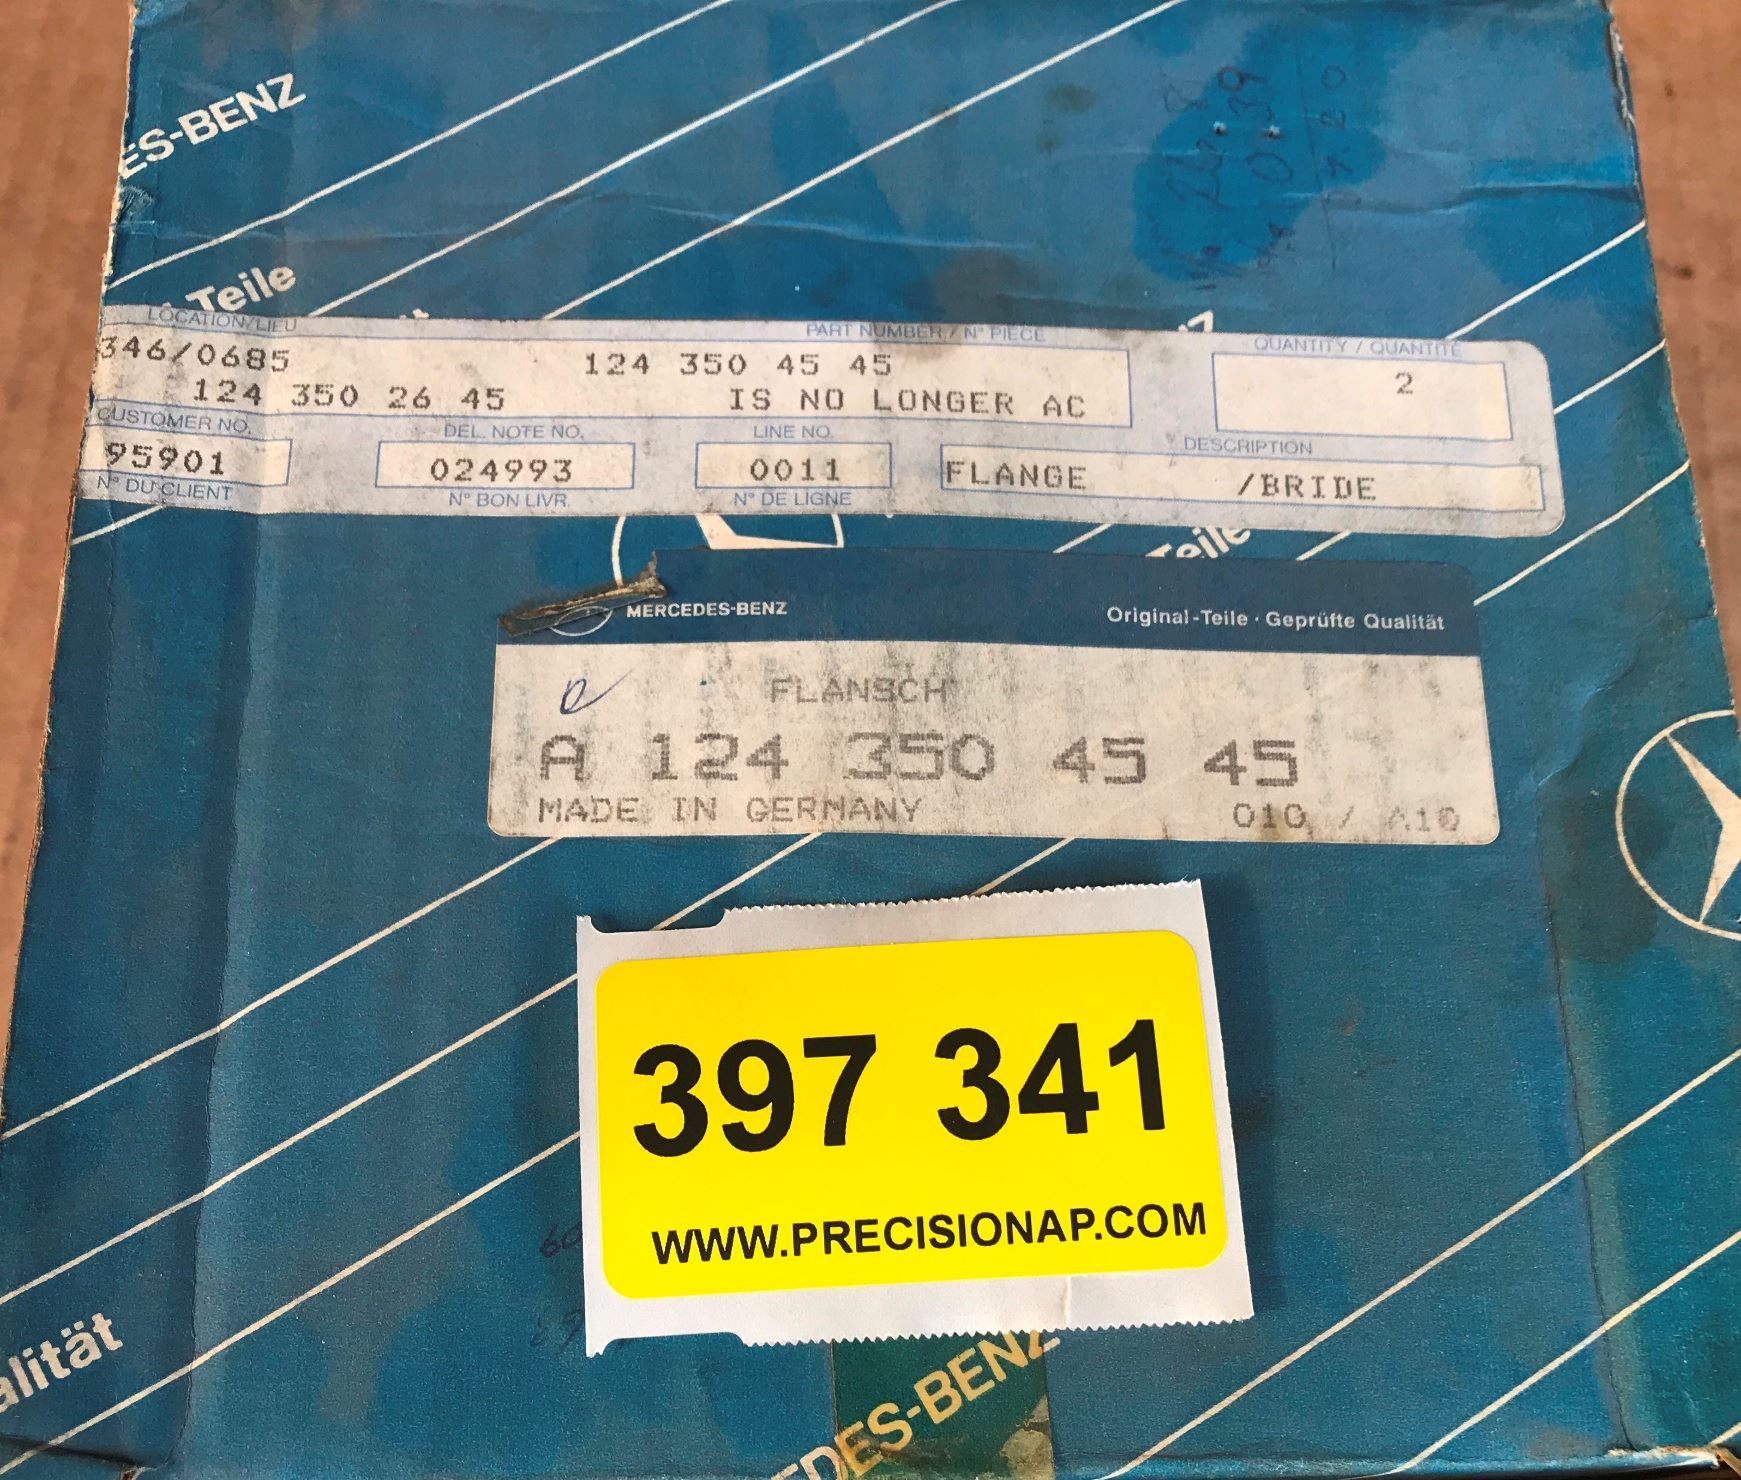 ES-BENZ
Teile
LOCATION/LIEU
PART NUMBER / N° PIECE
QUANTITY / QUANTITÉ
346/0685 124 350 45 45 2
124 350 26 45 IS NO LONGER AC
CUSTOMER NO. DEL. NOTE NO. LINE NO. DESCRIPTION
95901 024993 0011 FLANGE /BRIDE
N° DU CLIENT N° BON LIVR. N° DE LIGNE
eile
MERCEDES-BENZ Original-Teile · Geprüfte Qualität
FLANSCH
A 124 350 45 45
MADE IN GERMANY 010 / A10
397 341
WWW.PRECISIONAP.COM
alität
DES-BENZ